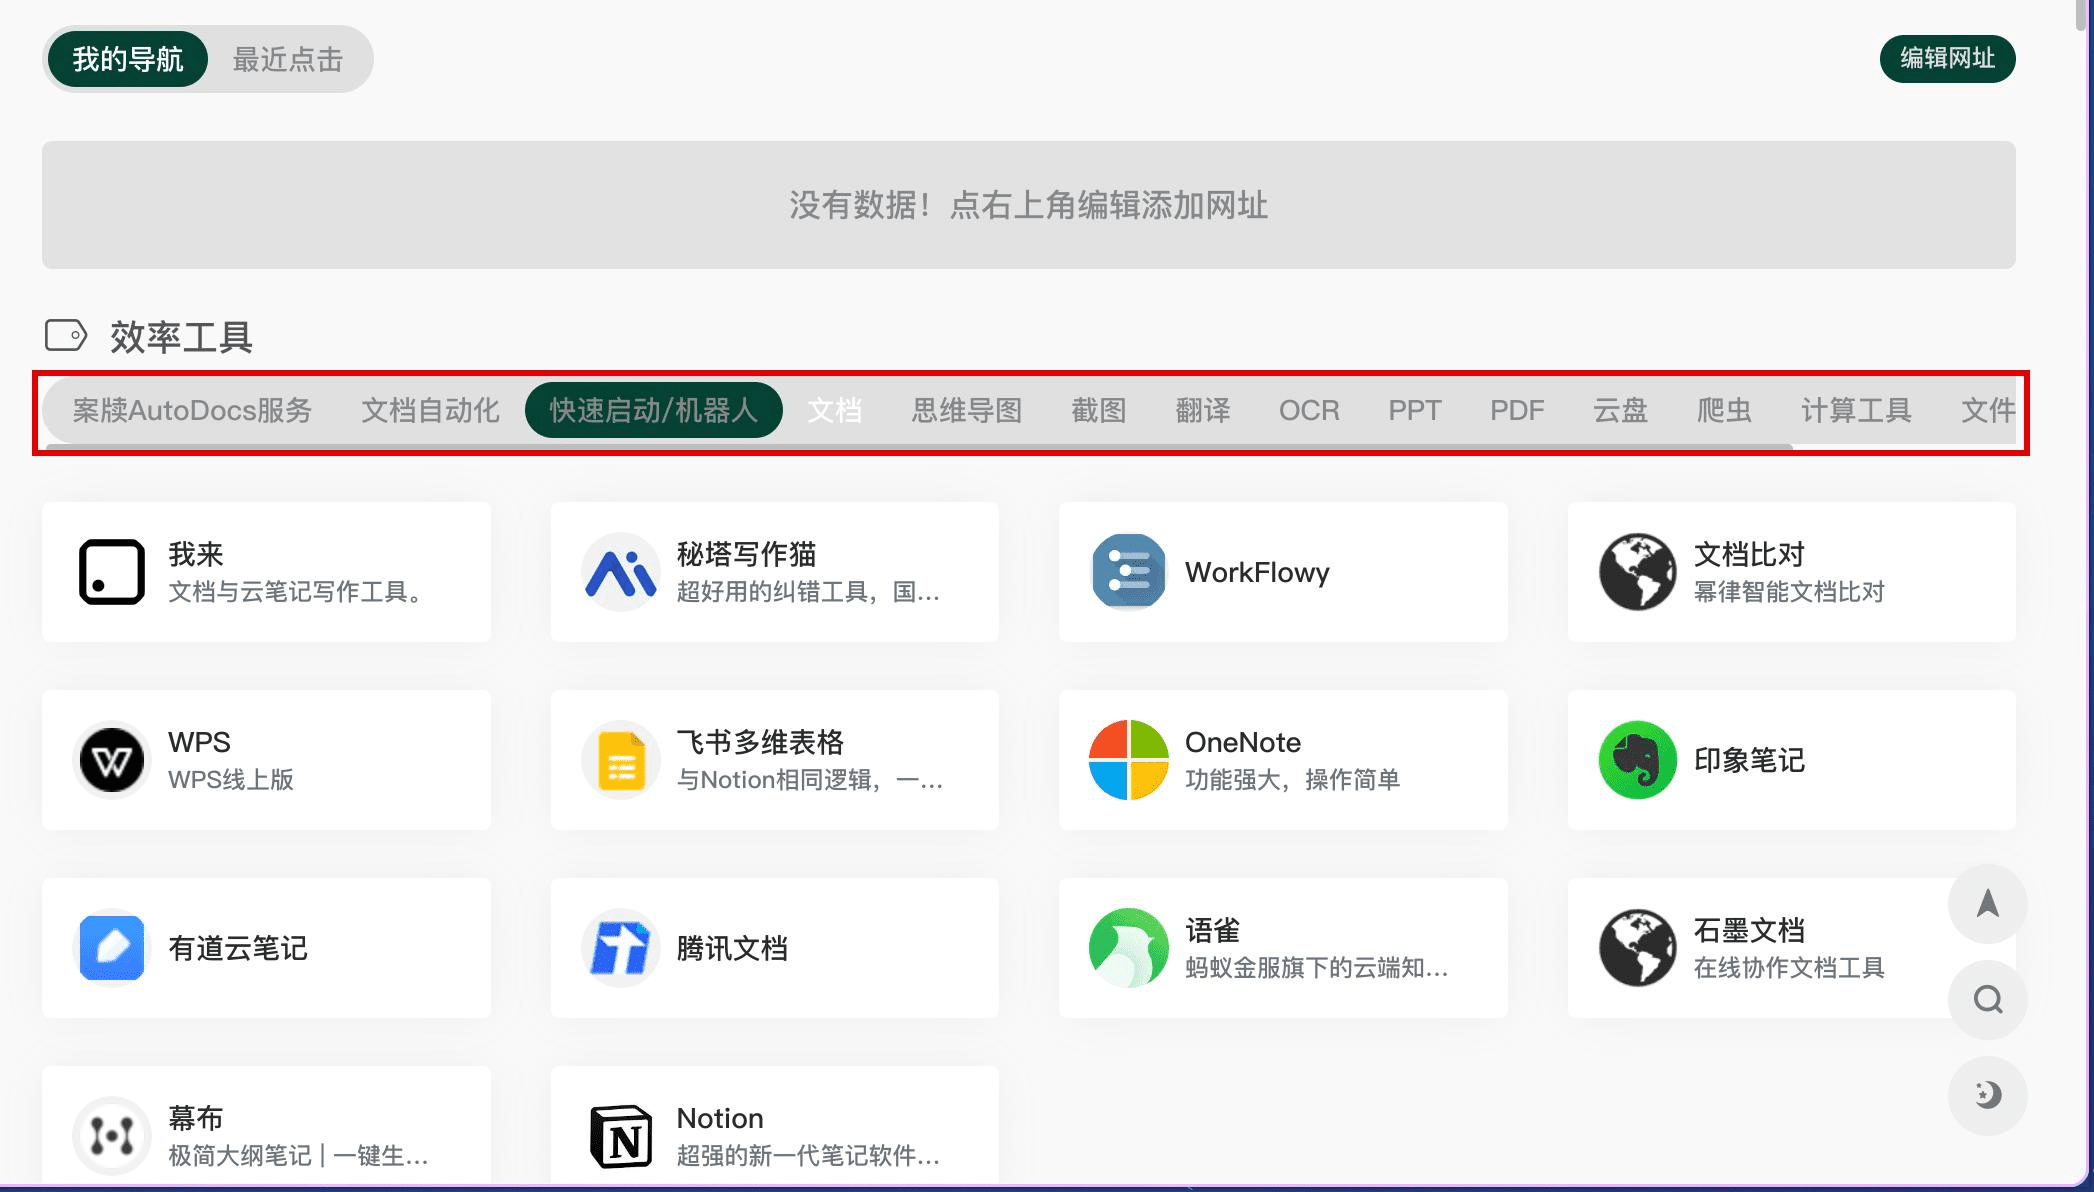 我的导航 最近点击 编辑网址
没有数据！点右上角编辑添加网址
效率工具
案牍AutoDocs服务 文档自动化 快速启动/机器人 文档 思维导图 截图 翻译 OCR PPT PDF 云盘 爬虫 计算工具 文件
我来
文档与云笔记写作工具。
秘塔写作猫
超好用的纠错工具，国...
WorkFlowy
文档比对
幂律智能文档比对
WPS
WPS线上版
飞书多维表格
与Notion相同逻辑，一...
OneNote
功能强大，操作简单
印象笔记
有道云笔记
腾讯文档
语雀
蚂蚁金服旗下的云端知...
石墨文档
在线协作文档工具
幕布
极简大纲笔记 | 一键生...
Notion
超强的新一代笔记软件...